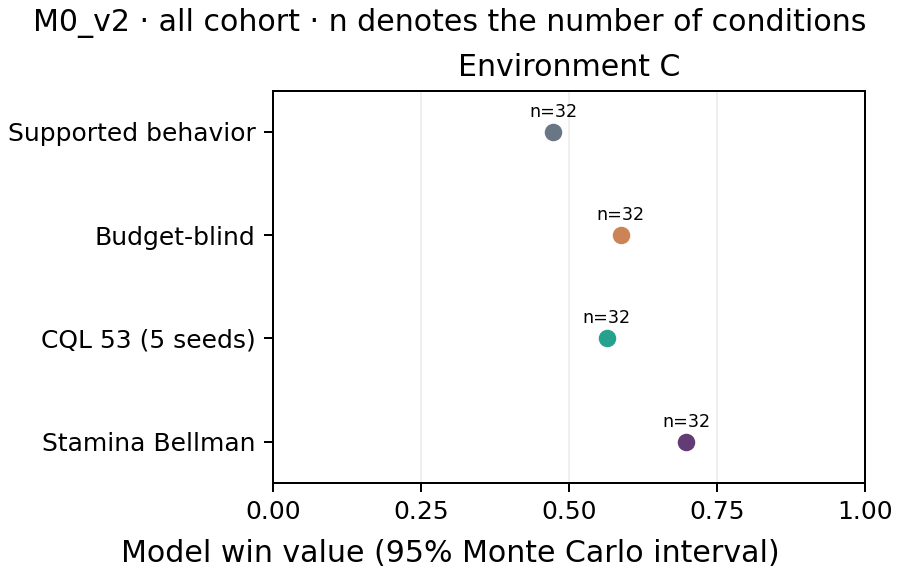 M0_v2 · all cohort · n denotes the number of conditions
Environment C
Supported behavior
n=32
Budget-blind
n=32
CQL 53 (5 seeds)
n=32
Stamina Bellman
n=32
0.00 0.25 0.50 0.75 1.00
Model win value (95% Monte Carlo interval)